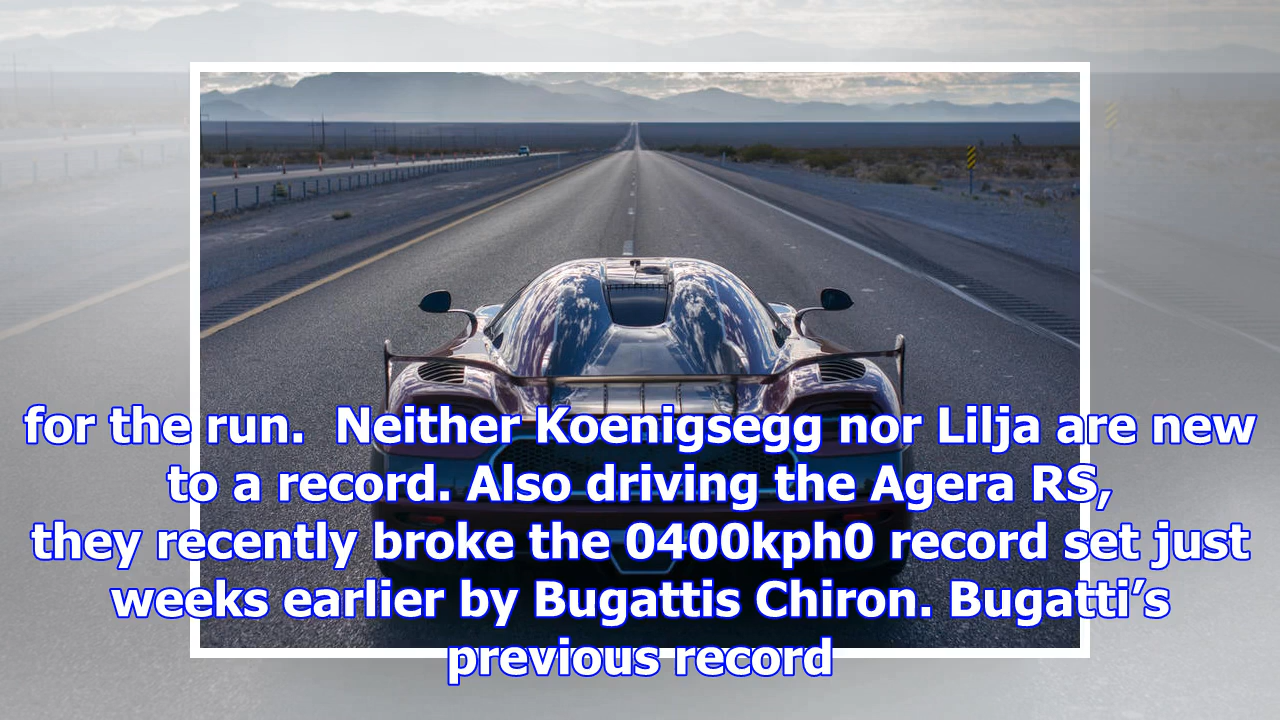 for the run.  Neither Koenigsegg nor Lilja are new
to a record. Also driving the Agera RS,
they recently broke the 0400kph0 record set just
weeks earlier by Bugattis Chiron. Bugatti’s
previous record